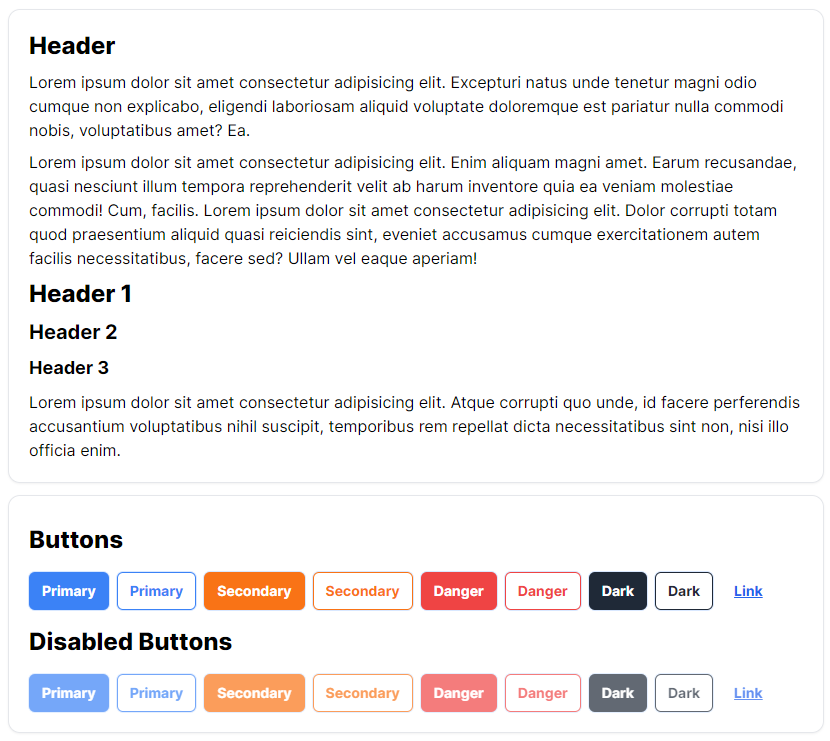 Header
Lorem ipsum dolor sit amet consectetur adipisicing elit. Excepturi natus unde tenetur magni odio
cumque non explicabo, eligendi laboriosam aliquid voluptate doloremque est pariatur nulla commodi
nobis, voluptatibus amet? Ea.
Lorem ipsum dolor sit amet consectetur adipisicing elit. Enim aliquam magni amet. Earum recusandae,
quasi nesciunt illum tempora reprehenderit velit ab harum inventore quia ea veniam molestiae
commodi! Cum, facilis. Lorem ipsum dolor sit amet consectetur adipisicing elit. Dolor corrupti totam
quod praesentium aliquid quasi reiciendis sint, eveniet accusamus cumque exercitationem autem
facilis necessitatibus, facere sed? Ullam vel eaque aperiam!
Header 1
Header 2
Header 3
Lorem ipsum dolor sit amet consectetur adipisicing elit. Atque corrupti quo unde, id facere perferendis
accusantium voluptatibus nihil suscipit, temporibus rem repellat dicta necessitatibus sint non, nisi illo
officia enim.
Buttons
Primary Primary Secondary Secondary Danger Danger Dark Dark Link
Disabled Buttons
Primary Primary Secondary Secondary Danger Danger Dark Dark Link